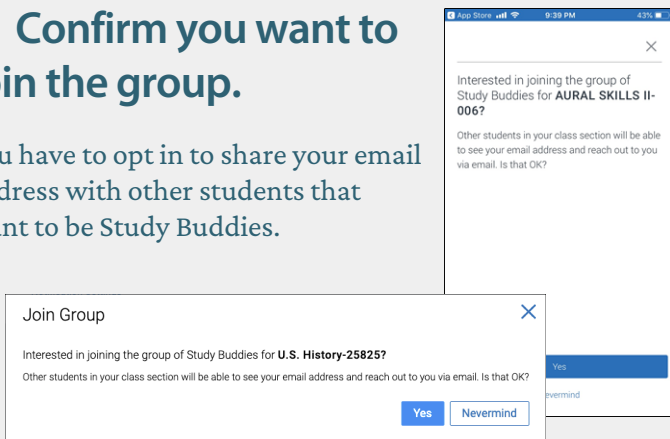 Confirm you want to
in the group.
u have to opt in to share your email
dress with other students that
nt to be Study Buddies.
App Store 9:39 PM 43%
Interested in joining the group of
Study Buddies for AURAL SKILLS II-
006?
Other students in your class section will be able
to see your email address and reach out to you
via email. Is that OK?
Yes
evermind
Join Group
Interested in joining the group of Study Buddies for U.S. History-25825?
Other students in your class section will be able to see your email address and reach out to you via email. Is that OK?
Yes Nevermind